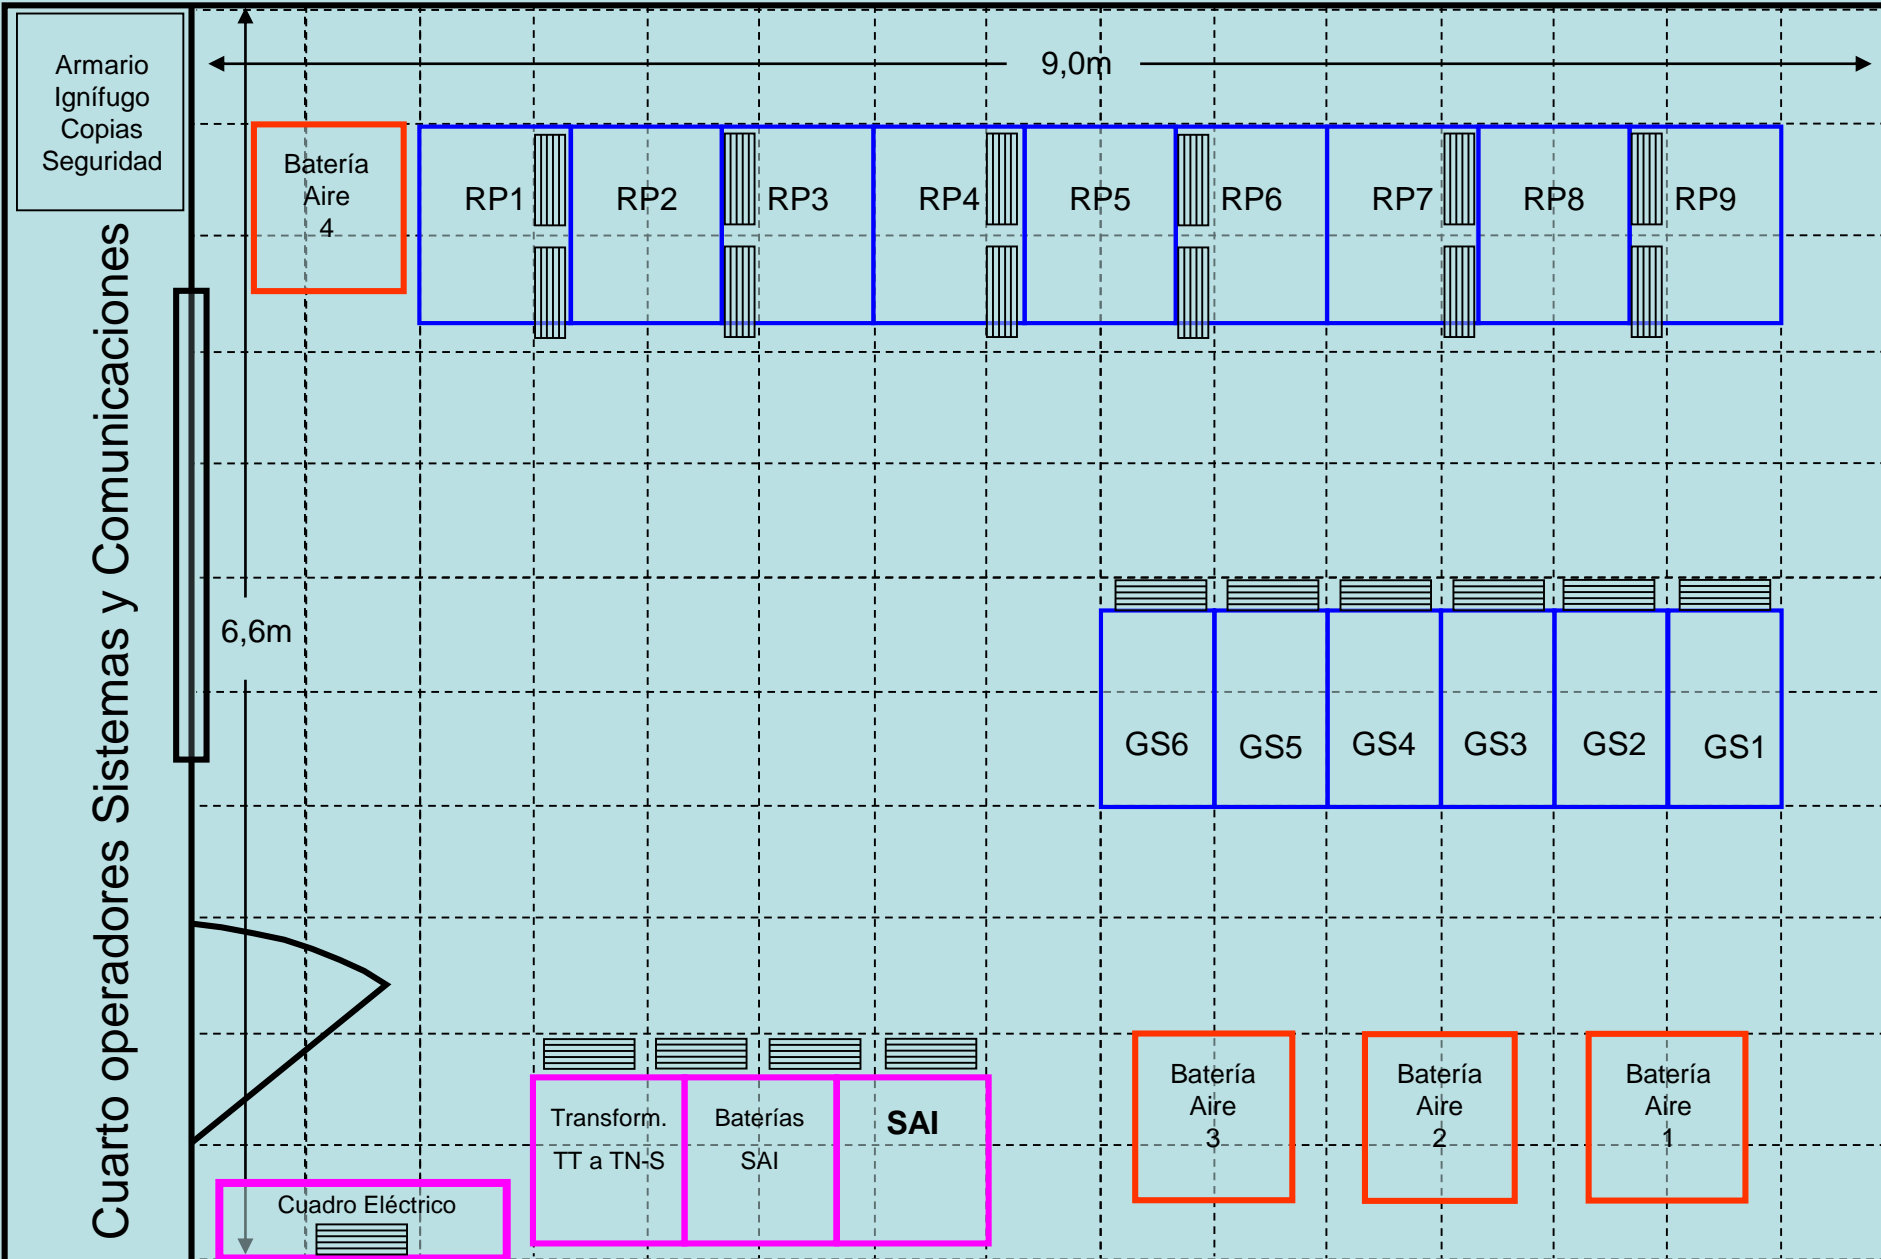 Armario
Ignífugo
Copias
Seguridad
9,0m
Batería
Aire
4
RP1
RP2
RP3
RP4
RP5
RP6
RP7
RP8
RP9
Cuarto operadores Sistemas y Comunicaciones
6,6m
GS6
GS5
GS4
GS3
GS2
GS1
Transform.
TT a TN-S
Baterías
SAI
SAI
Batería
Aire
3
Batería
Aire
2
Batería
Aire
1
Cuadro Eléctrico